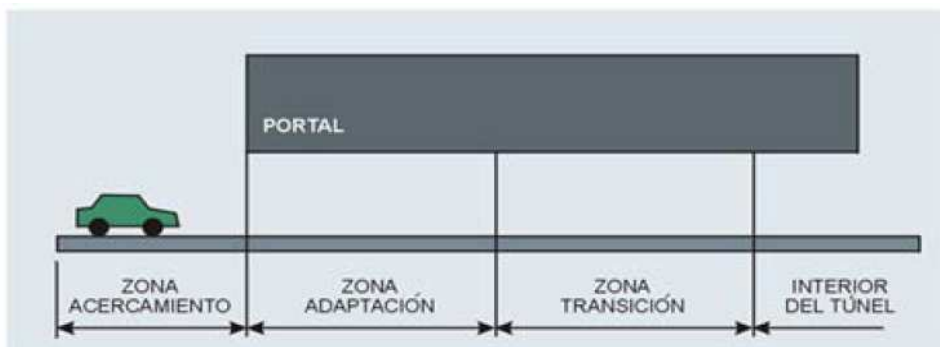 PORTAL
ZONA
ACERCAMIENTO
ZONA
ADAPTACIÓN
ZONA
TRANSICIÓN
INTERIOR
DEL TÚNEL